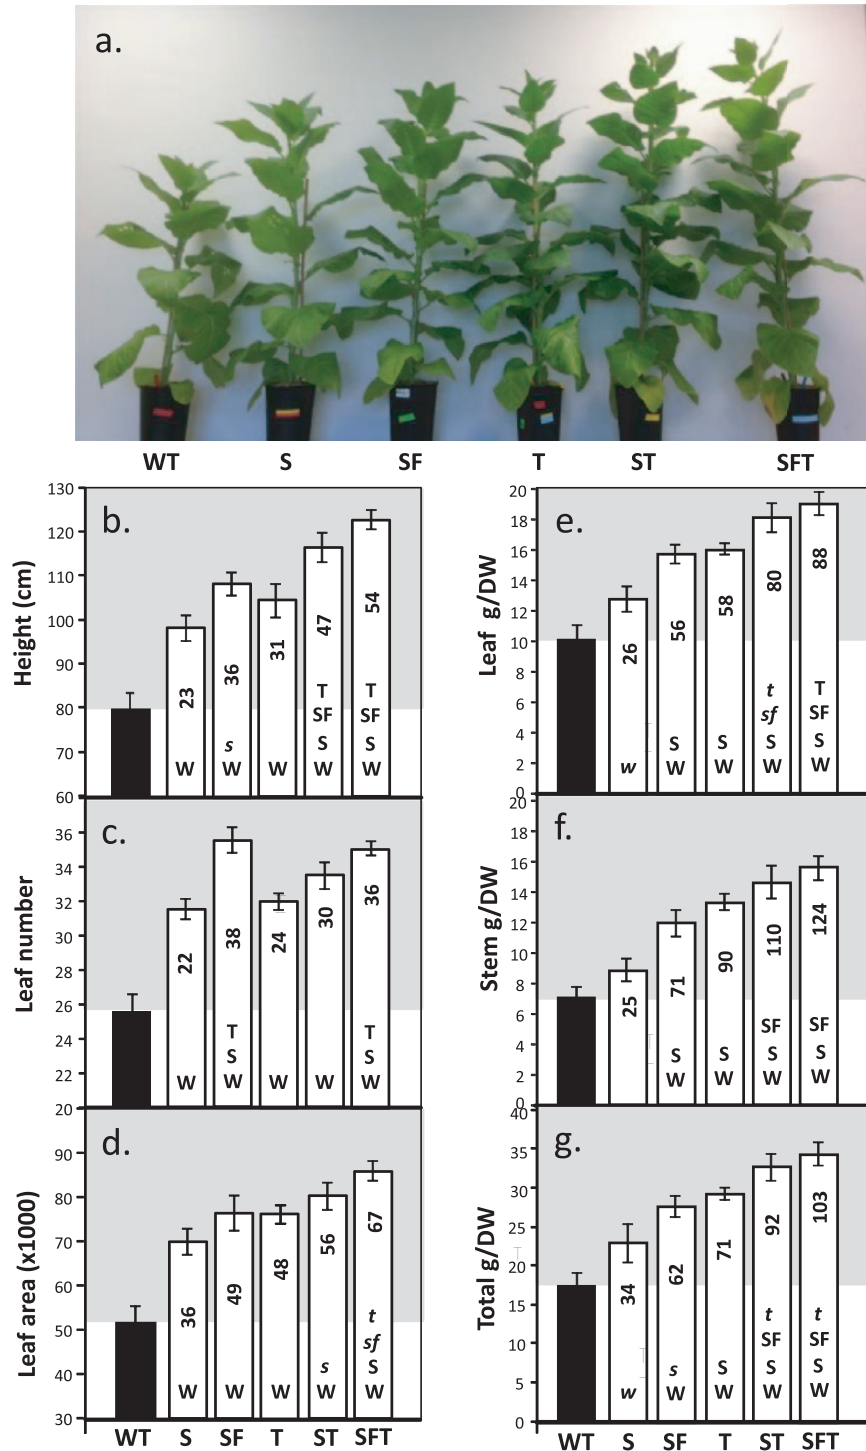 a.
WT S SF T ST SFT
b.
Height (cm)
130
120
110
100
90
80
70
60
23
W
36
s
W
31
W
47
T
SF
S
W
54
T
SF
S
W
c.
Leaf number
36
34
32
30
28
26
24
22
20
22
W
38
T
S
W
24
W
30
W
36
T
S
W
d.
Leaf area (x1000)
90
80
70
60
50
40
30
36
W
49
W
48
W
56
s
W
67
t
sf
S
W
WT S SF T ST SFT
e.
Leaf g/DW
20
18
16
14
12
10
8
6
4
2
0
26
w
56
S
W
58
S
W
80
t
sf
S
W
88
T
SF
S
W
f.
Stem g/DW
20
18
16
14
12
10
8
6
4
2
0
25
71
S
W
90
S
W
110
SF
S
W
124
SF
S
W
g.
Total g/DW
40
35
30
25
20
15
10
5
0
34
w
62
s
W
71
S
W
92
t
SF
S
W
103
t
SF
S
W
WT S SF T ST SFT